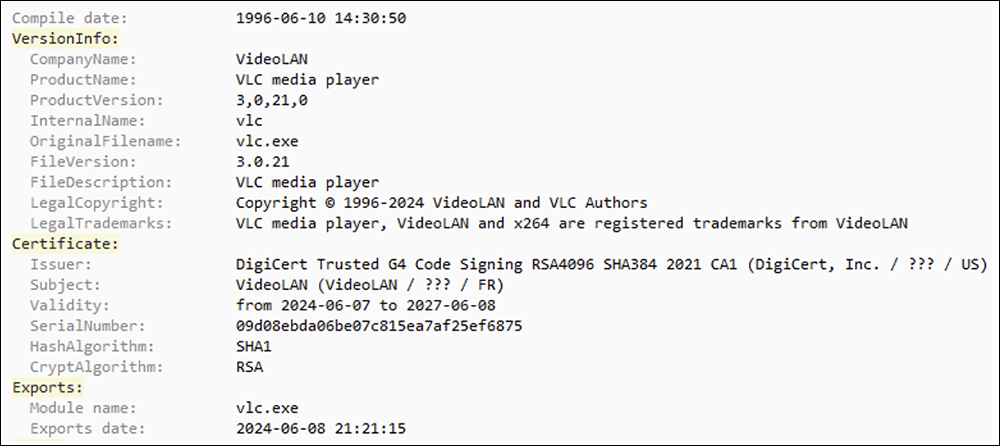 Compile date: 1996-06-10 14:30:50
VersionInfo:
CompanyName: VideoLAN
ProductName: VLC media player
ProductVersion: 3,0,21,0
InternalName: vlc
OriginalFilename: vlc.exe
FileVersion: 3.0.21
FileDescription: VLC media player
LegalCopyright: Copyright © 1996-2024 VideoLAN and VLC Authors
LegalTrademarks: VLC media player, VideoLAN and x264 are registered trademarks from VideoLAN
Certificate:
Issuer: DigiCert Trusted G4 Code Signing RSA4096 SHA384 2021 CA1 (DigiCert, Inc. / ??? / US)
Subject: VideoLAN (VideoLAN / ??? / FR)
Validity: from 2024-06-07 to 2027-06-08
SerialNumber: 09d08ebda06be07c815ea7af25ef6875
HashAlgorithm: SHA1
CryptAlgorithm: RSA
Exports:
Module name: vlc.exe
Exports date: 2024-06-08 21:21:15